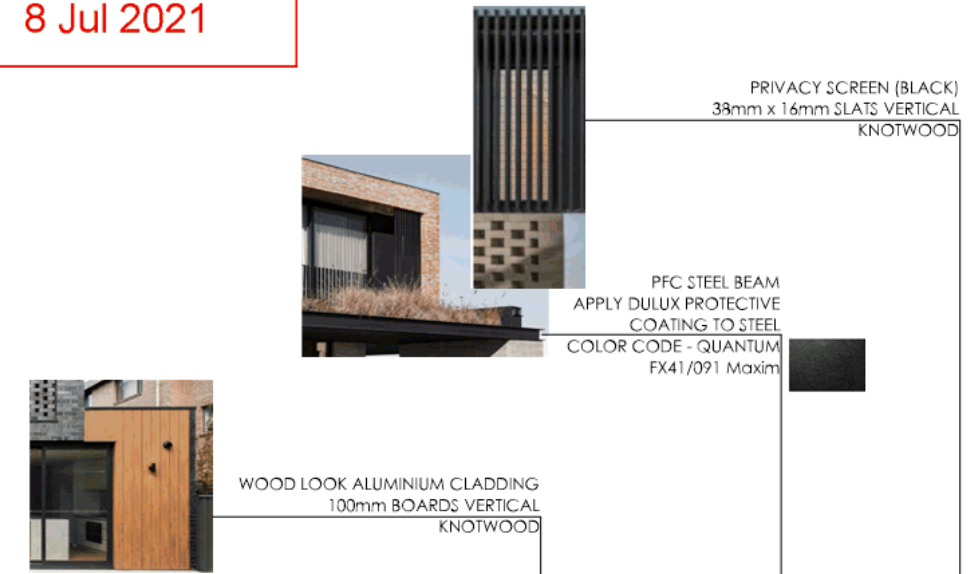 8 Jul 2021
PRIVACY SCREEN (BLACK)
38mm x 16mm SLATS VERTICAL
KNOTWOOD
PFC STEEL BEAM
APPLY DULUX PROTECTIVE
COATING TO STEEL
COLOR CODE - QUANTUM
FX41/091 Maxim
WOOD LOOK ALUMINIUM CLADDING
100mm BOARDS VERTICAL
KNOTWOOD